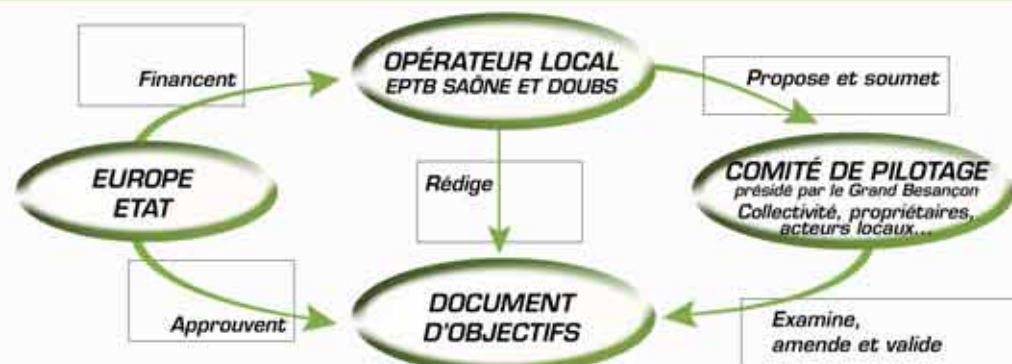 Financent
OPÉRATEUR LOCAL
EPTB SAÔNE ET DOUBS
Propose et soumet
EUROPE
ETAT
Rédige
COMITÉ DE PILOTAGE
présidé par le Grand Besançon
Collectivité, propriétaires,
acteurs locaux...
Approuvent
DOCUMENT
D'OBJECTIFS
Examine,
amende et valide